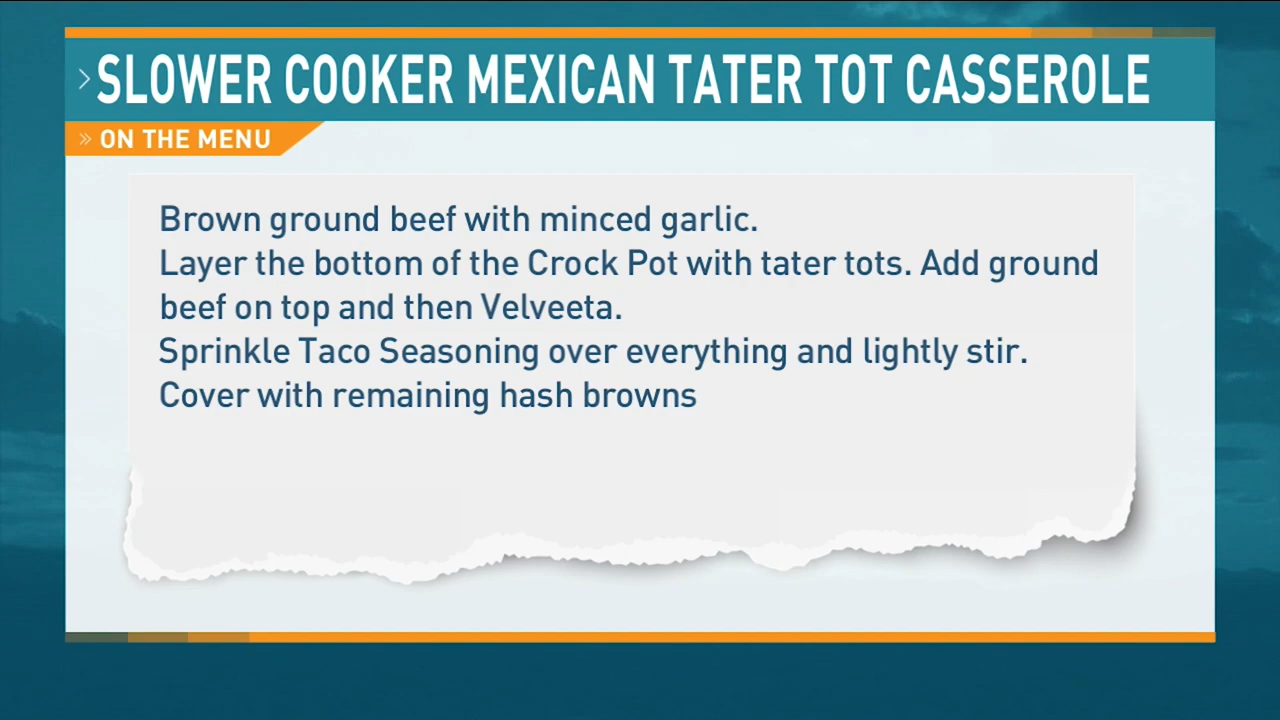 SLOWER COOKER MEXICAN TATER TOT CASSEROLE
ON THE MENU
Brown ground beef with minced garlic.
Layer the bottom of the Crock Pot with tater tots. Add ground
beef on top and then Velveeta.
Sprinkle Taco Seasoning over everything and lightly stir.
Cover with remaining hash browns